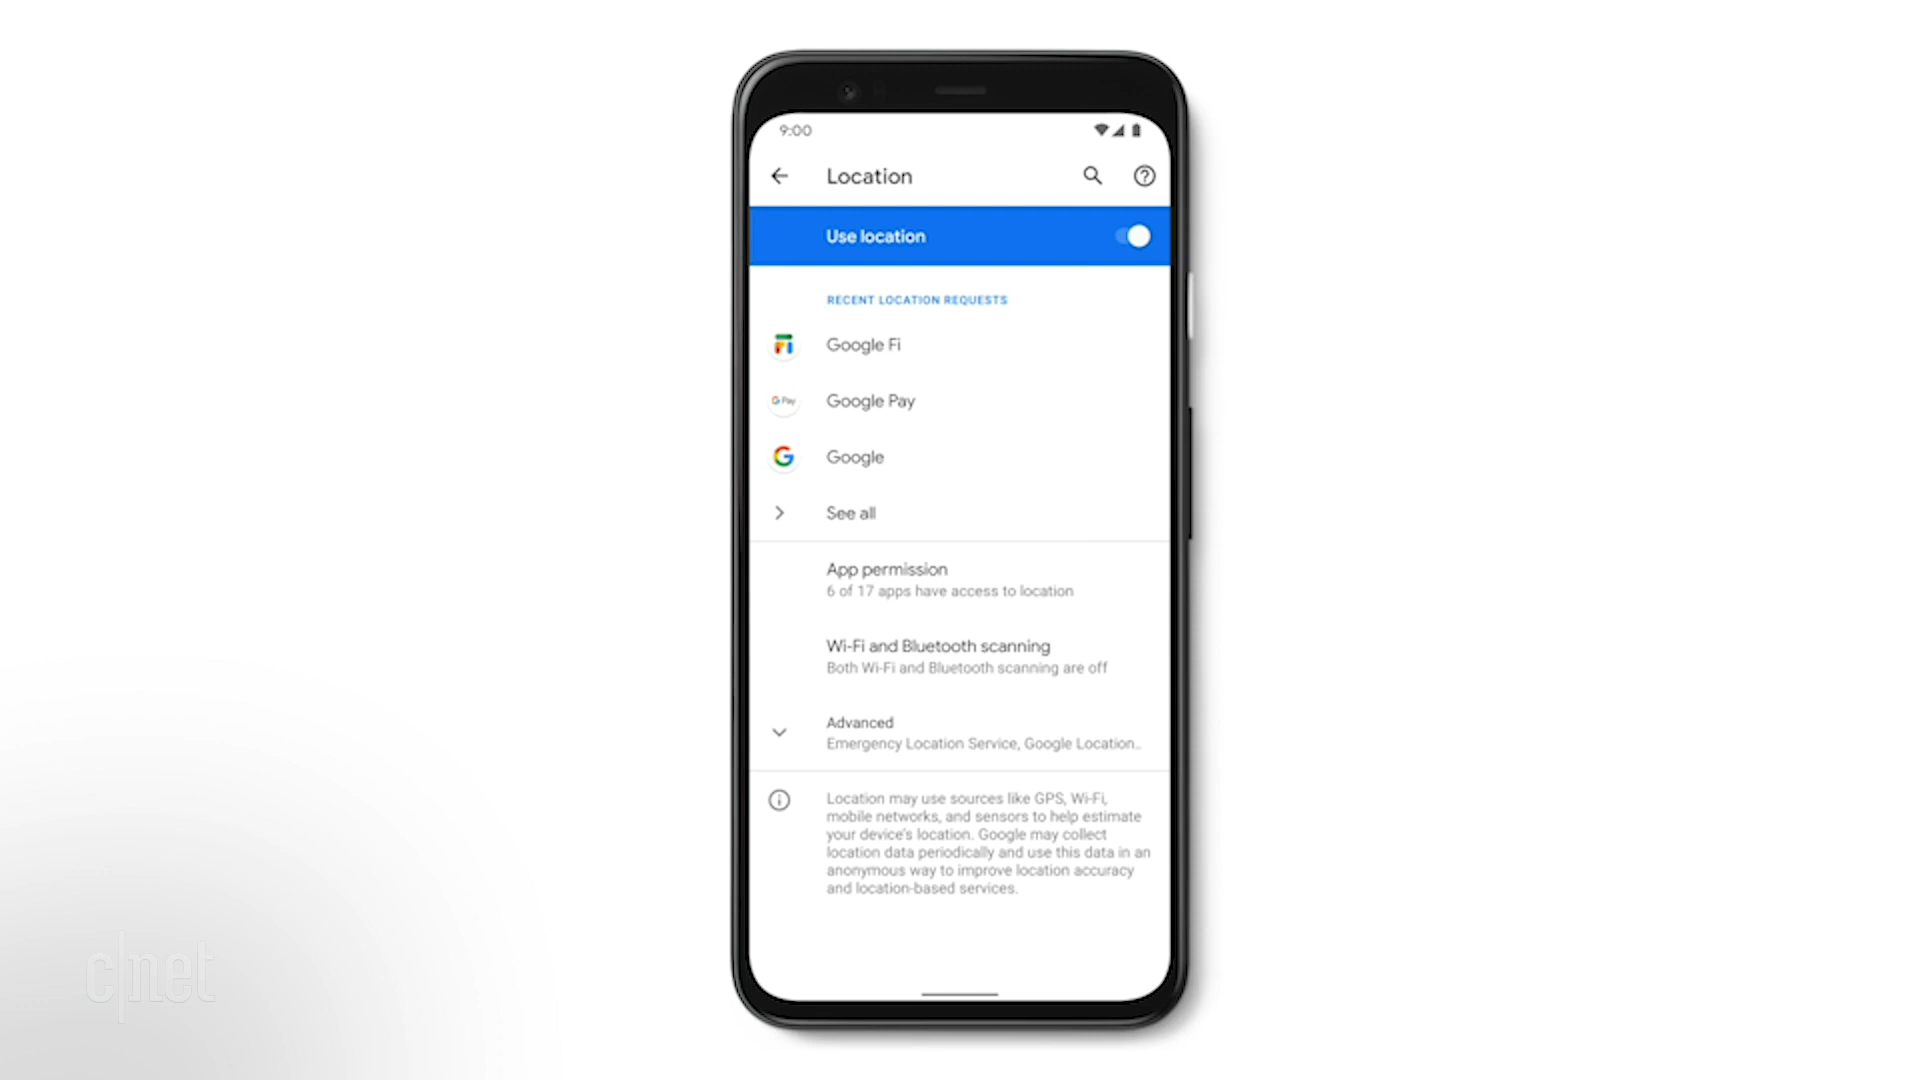 9:00
Location
Use location
RECENT LOCATION REQUESTS
Google Fi
G Pay
Google Pay
Google
See all
App permission
6 of 17 apps have access to location
Wi-Fi and Bluetooth scanning
Both Wi-Fi and Bluetooth scanning are off
Advanced
Emergency Location Service, Google Location..
Location may use sources like GPS, Wi-Fi,
mobile networks, and sensors to help estimate
your device's location. Google may collect
location data periodically and use this data in an
anonymous way to improve location accuracy
and location-based services.
c|net